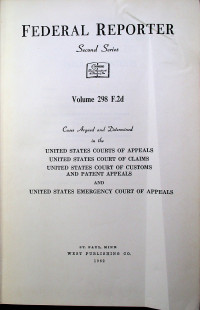 FEDERAL REPORTER
Second Series
Volume 298 F.2d
Cases Argued and Determined
in the
UNITED STATES COURTS OF APPEALS
UNITED STATES COURT OF CLAIMS
UNITED STATES COURT OF CUSTOMS
AND PATENT APPEALS
AND
UNITED STATES EMERGENCY COURT OF APPEALS
ST. PAUL, MINN
WEST PUBLISHING CO.
1962